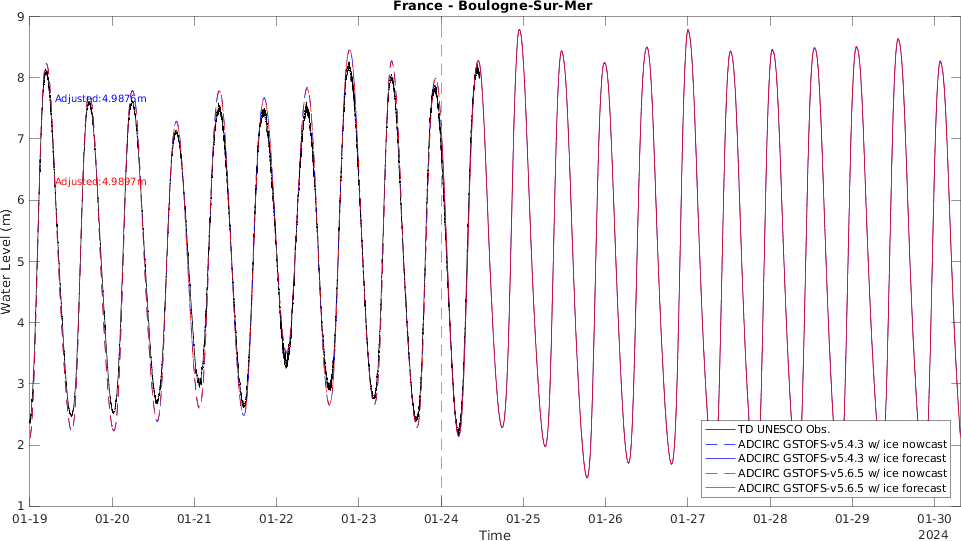 France - Boulogne-Sur-Mer
9
8
7
6
5
4
3
2
1
Water Level (m)
Adjusted:4.9876m
Adjusted:4.9897m
TD UNESCO Obs.
ADCIRC GSTOFS-v5.4.3 w/ ice nowcast
ADCIRC GSTOFS-v5.4.3 w/ ice forecast
ADCIRC GSTOFS-v5.6.5 w/ ice nowcast
ADCIRC GSTOFS-v5.6.5 w/ ice forecast
01-19 01-20 01-21 01-22 01-23 01-24 01-25 01-26 01-27 01-28 01-29 01-30
Time
2024